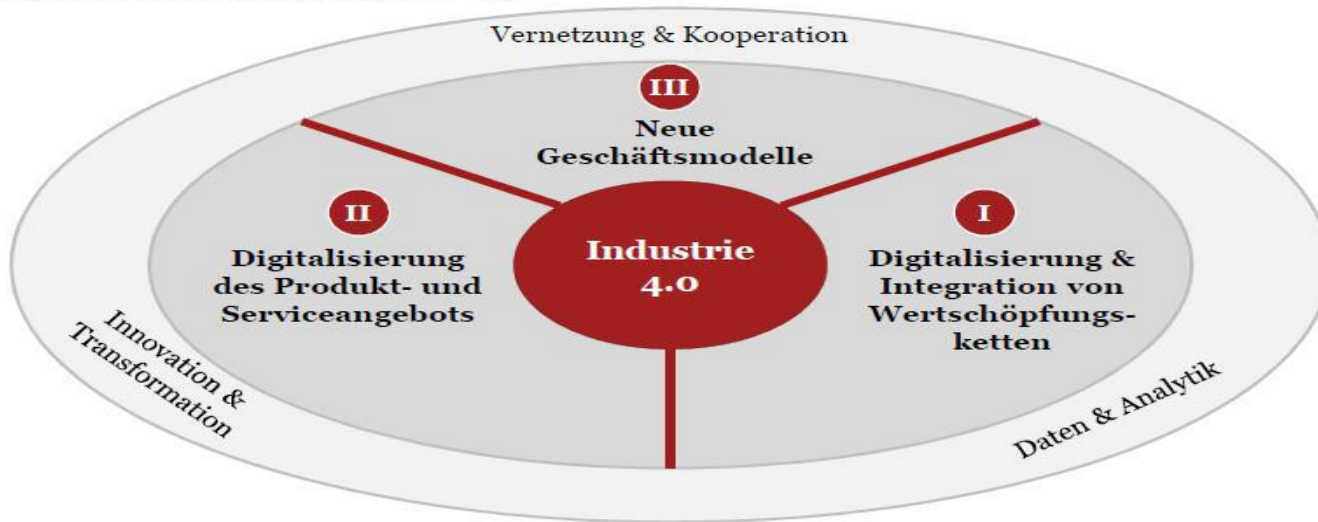 Vernetzung & Kooperation
III
Neue
Geschäftsmodelle
II
Digitalisierung
des Produkt- und
Serviceangebots
Industrie
4.0
I
Digitalisierung &
Integration von
Wertschöpfungs-
ketten
Innovation &
Transformation
Daten & Analytik